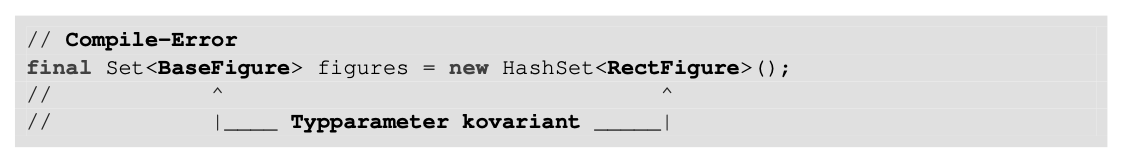 // Compile-Error
final Set<BaseFigure> figures = new HashSet<RectFigure>();
//            ^                                  ^
//            |____ Typparameter kovariant _____|